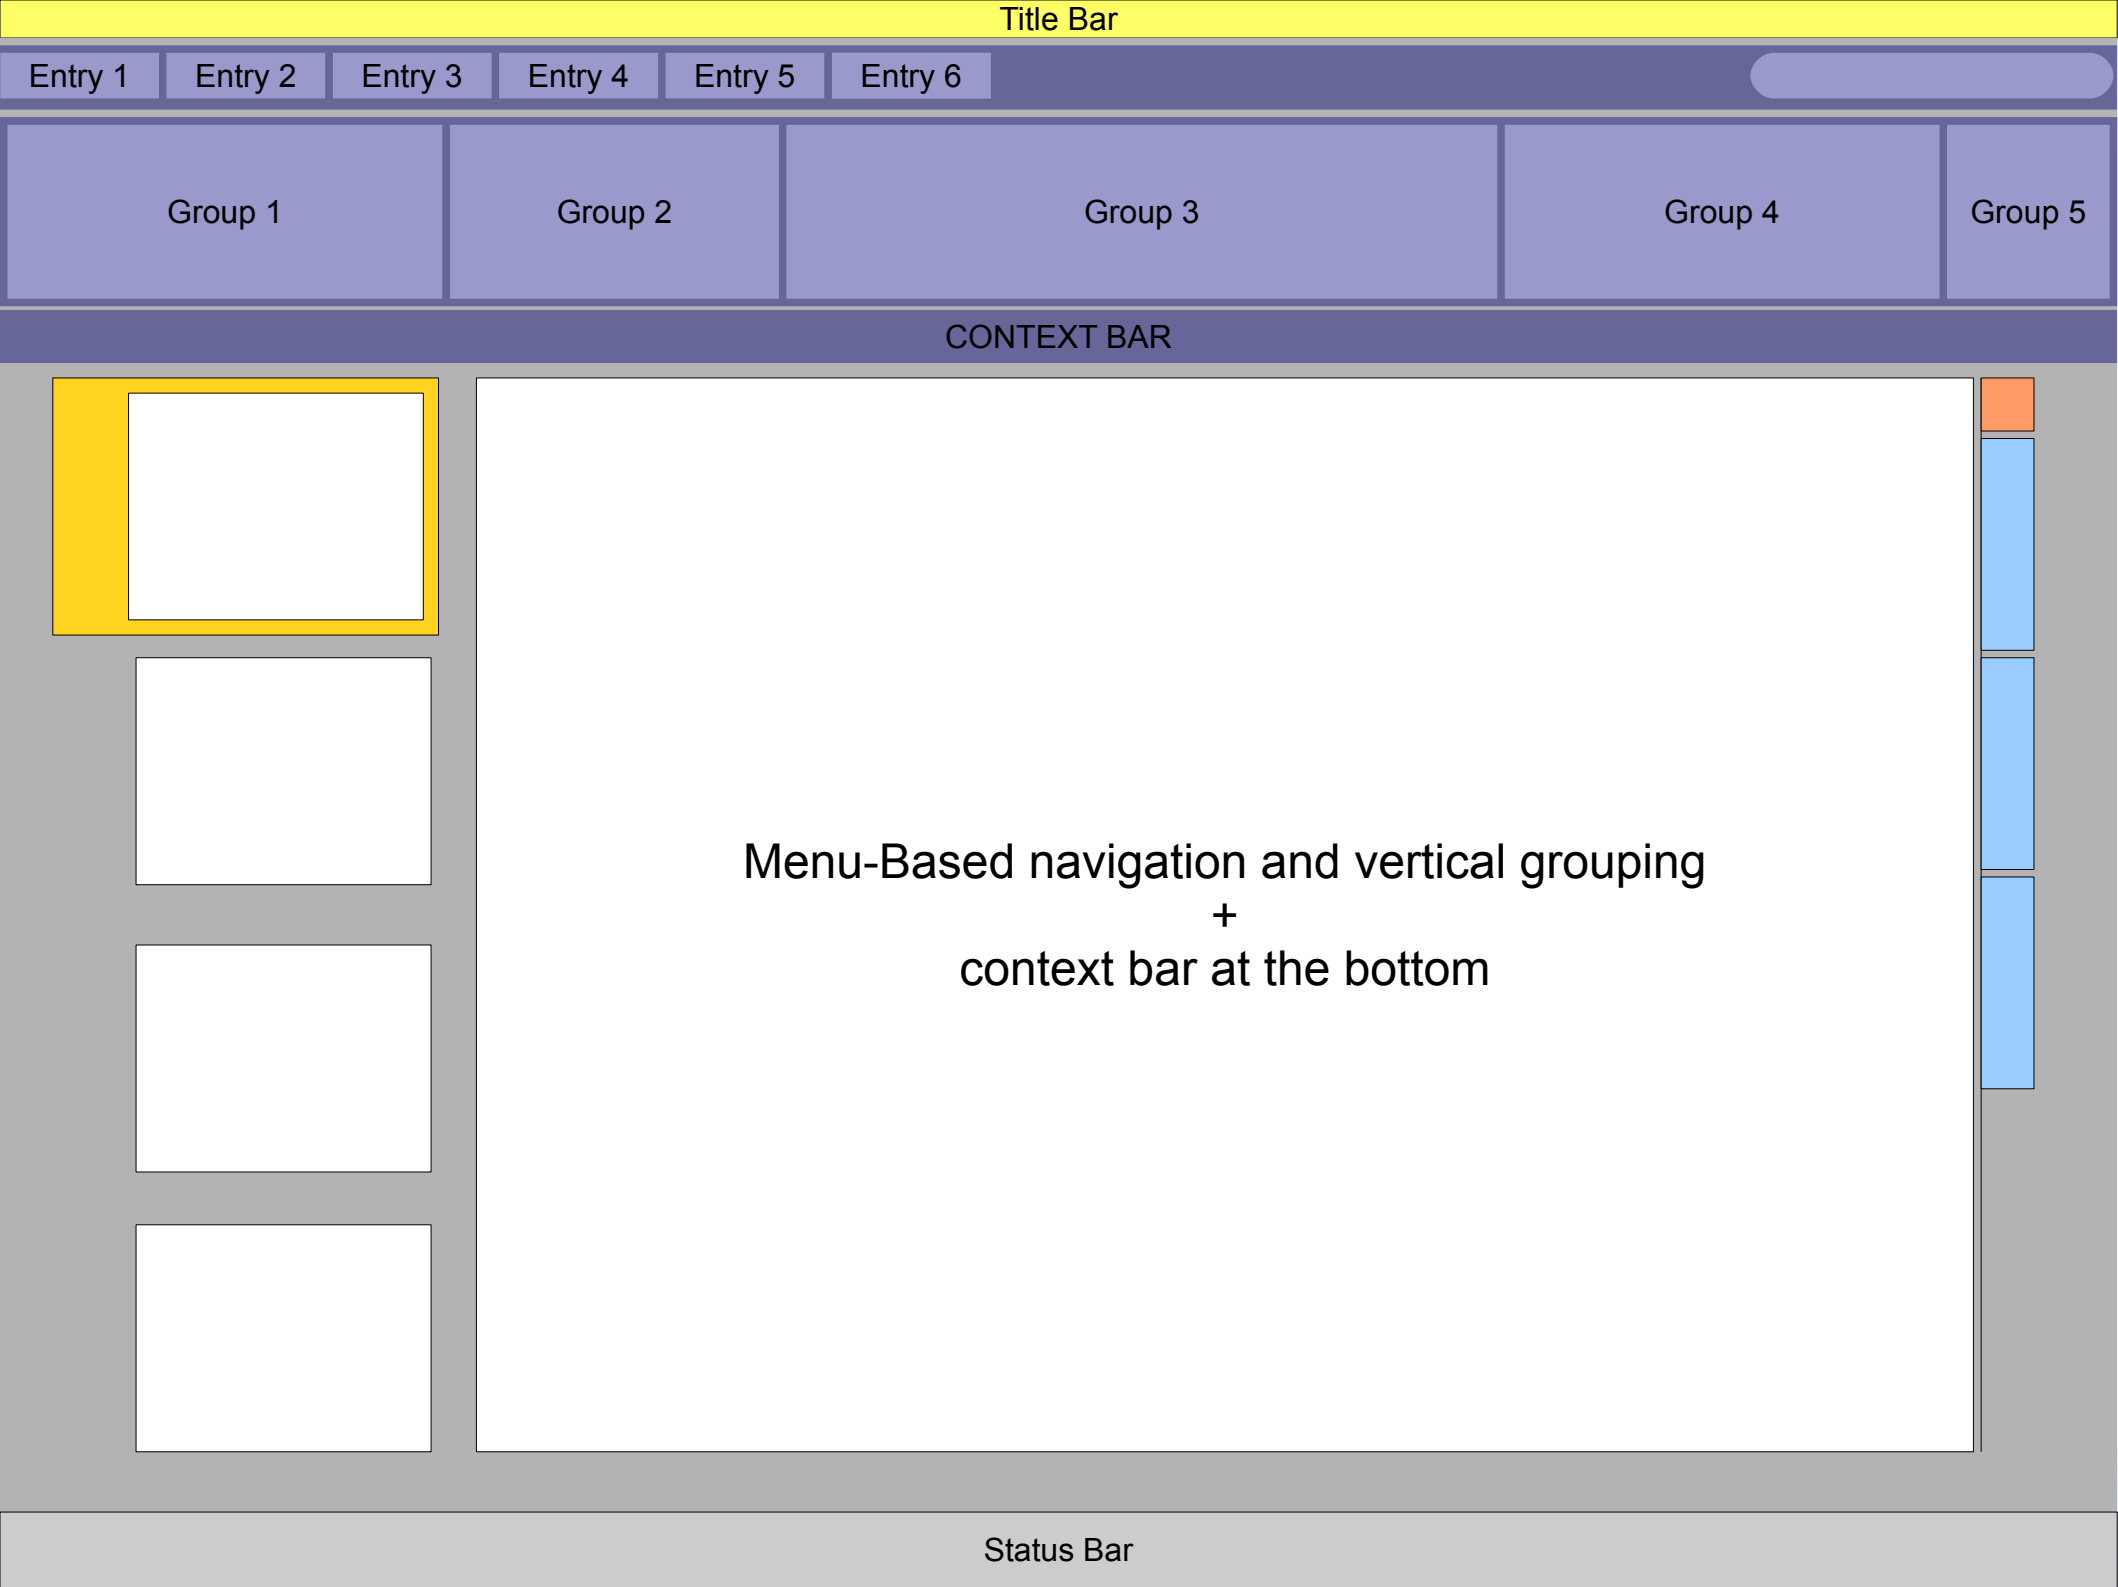 Title Bar
Entry 1 Entry 2 Entry 3 Entry 4 Entry 5 Entry 6
Group 1 Group 2 Group 3 Group 4 Group 5
CONTEXT BAR
Menu-Based navigation and vertical grouping
+
context bar at the bottom
Status Bar